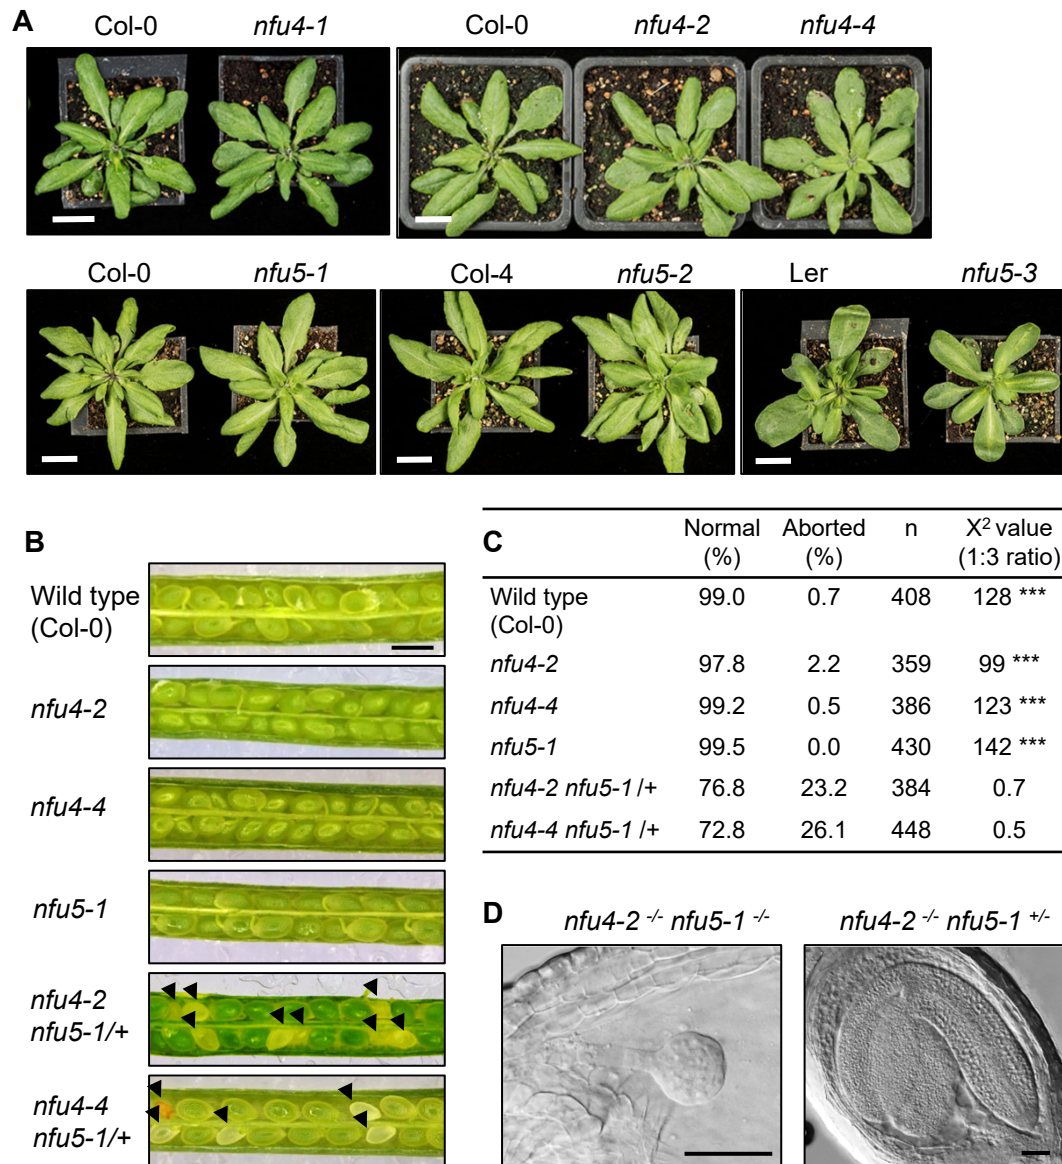 A
Col-0 nfu4-1 Col-0 nfu4-2 nfu4-4
Col-0 nfu5-1 Col-4 nfu5-2 Ler nfu5-3
B
Wild type
(Col-0)
nfu4-2
nfu4-4
nfu5-1
nfu4-2
nfu5-1/+
nfu4-4
nfu5-1/+
C
Normal Aborted n X² value
(%) (%) (1:3 ratio)
Wild type 99.0 0.7 408 128 ***
(Col-0)
nfu4-2 97.8 2.2 359 99 ***
nfu4-4 99.2 0.5 386 123 ***
nfu5-1 99.5 0.0 430 142 ***
nfu4-2 nfu5-1 /+ 76.8 23.2 384 0.7
nfu4-4 nfu5-1 /+ 72.8 26.1 448 0.5
D
nfu4-2 -/- nfu5-1 -/- nfu4-2 -/- nfu5-1 +/-